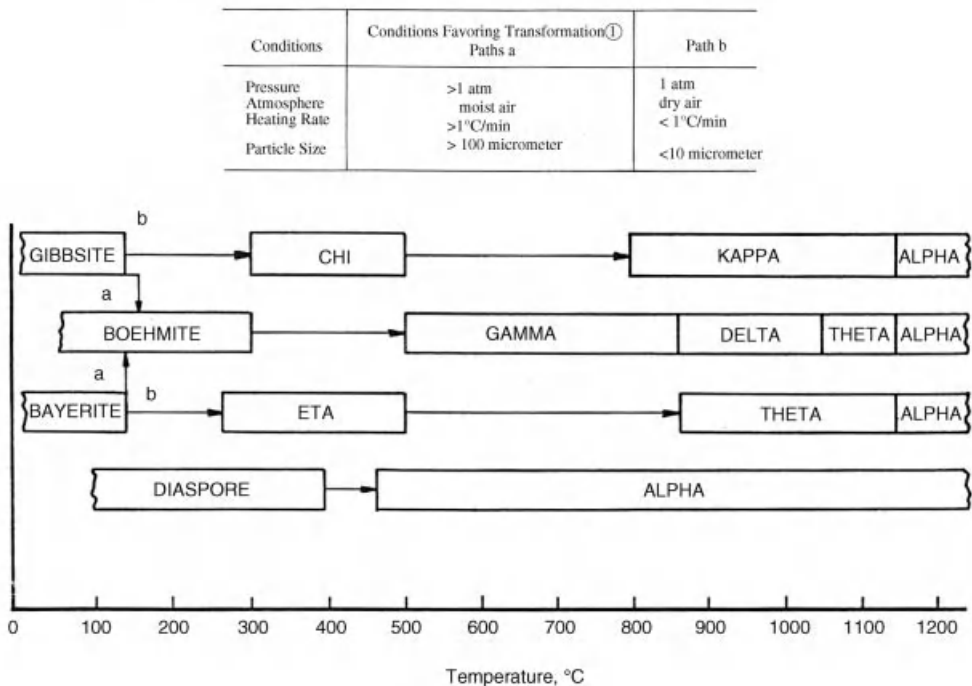 Conditions
Conditions Favoring Transformation①
Paths a
Path b
Pressure
>1 atm
1 atm
Atmosphere
moist air
dry air
Heating Rate
>1°C/min
< 1°C/min
Particle Size
> 100 micrometer
<10 micrometer
b
GIBBSITE
CHI
KAPPA
ALPHA
a
BOEHMITE
GAMMA
DELTA
THETA
ALPHA
a
b
BAYERITE
ETA
THETA
ALPHA
DIASPORE
ALPHA
0 100 200 300 400 500 600 700 800 900 1000 1100 1200
Temperature, °C